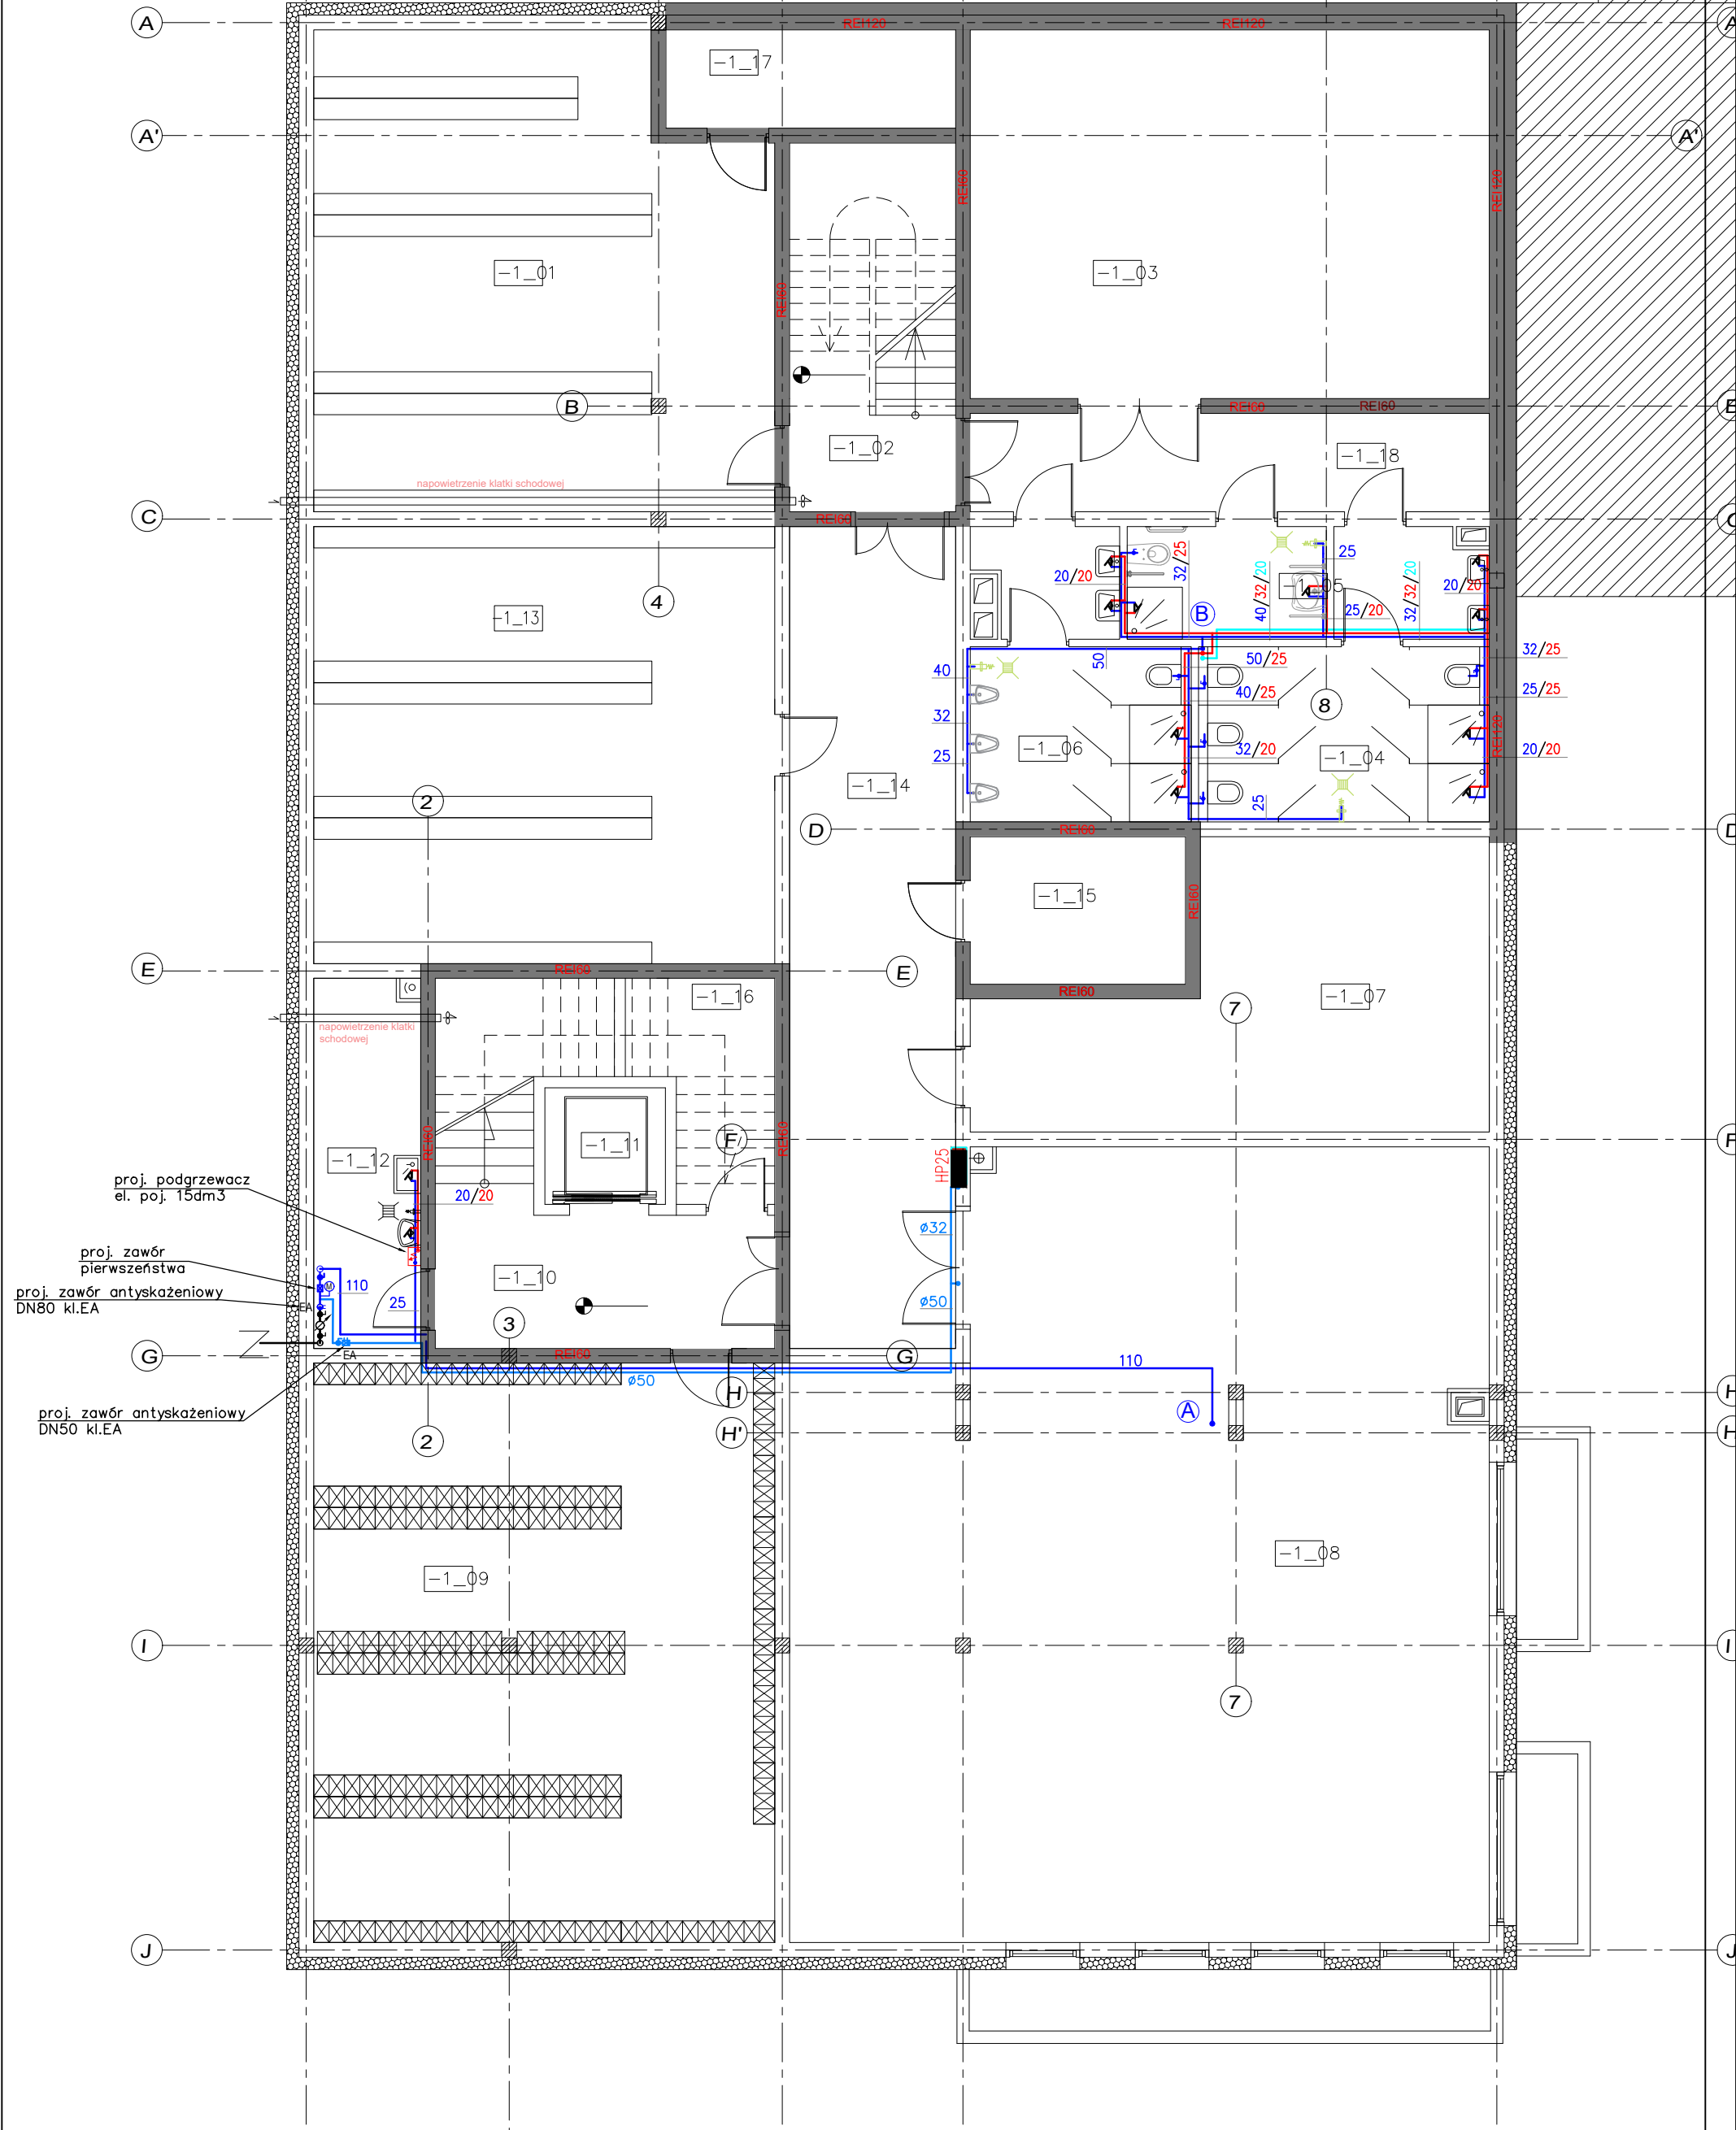 A
REI120
REI120
A
-1_17
A'
A'
REI60
REI120
-1_01
-1_03
REI60
B
REI60
REI60
-1_02
-1_18
napowietrzenie klatki schodowej
C
REI60
4
-1_13
20/20
32/25
40/32/20
25
-1_05
25/20
32/32/20
20/20
B
50
50/25
32/25
40
40/25
25/25
32
8
REI120
-1_06
32/20
-1_04
20/20
25
-1_14
25
2
D
REI60
-1_15
REI60
E
REI60
E
REI60
-1_16
-1_07
7
napowietrzenie klatki
schodowej
REI60
REI60
F
-1_11
-1_12
HP25
proj. podgrzewacz
el. poj. 15dm3
20/20
ø32
proj. zawór
pierwszeństwa
-1_10
110
M
proj. zawór antyskażeniowy
DN80 kl.EA
EA
25
ø50
3
G
EA
REI60
G
110
ø50
H
A
proj. zawór antyskażeniowy
DN50 kl.EA
2
H'
-1_08
-1_09
I
I
7
J